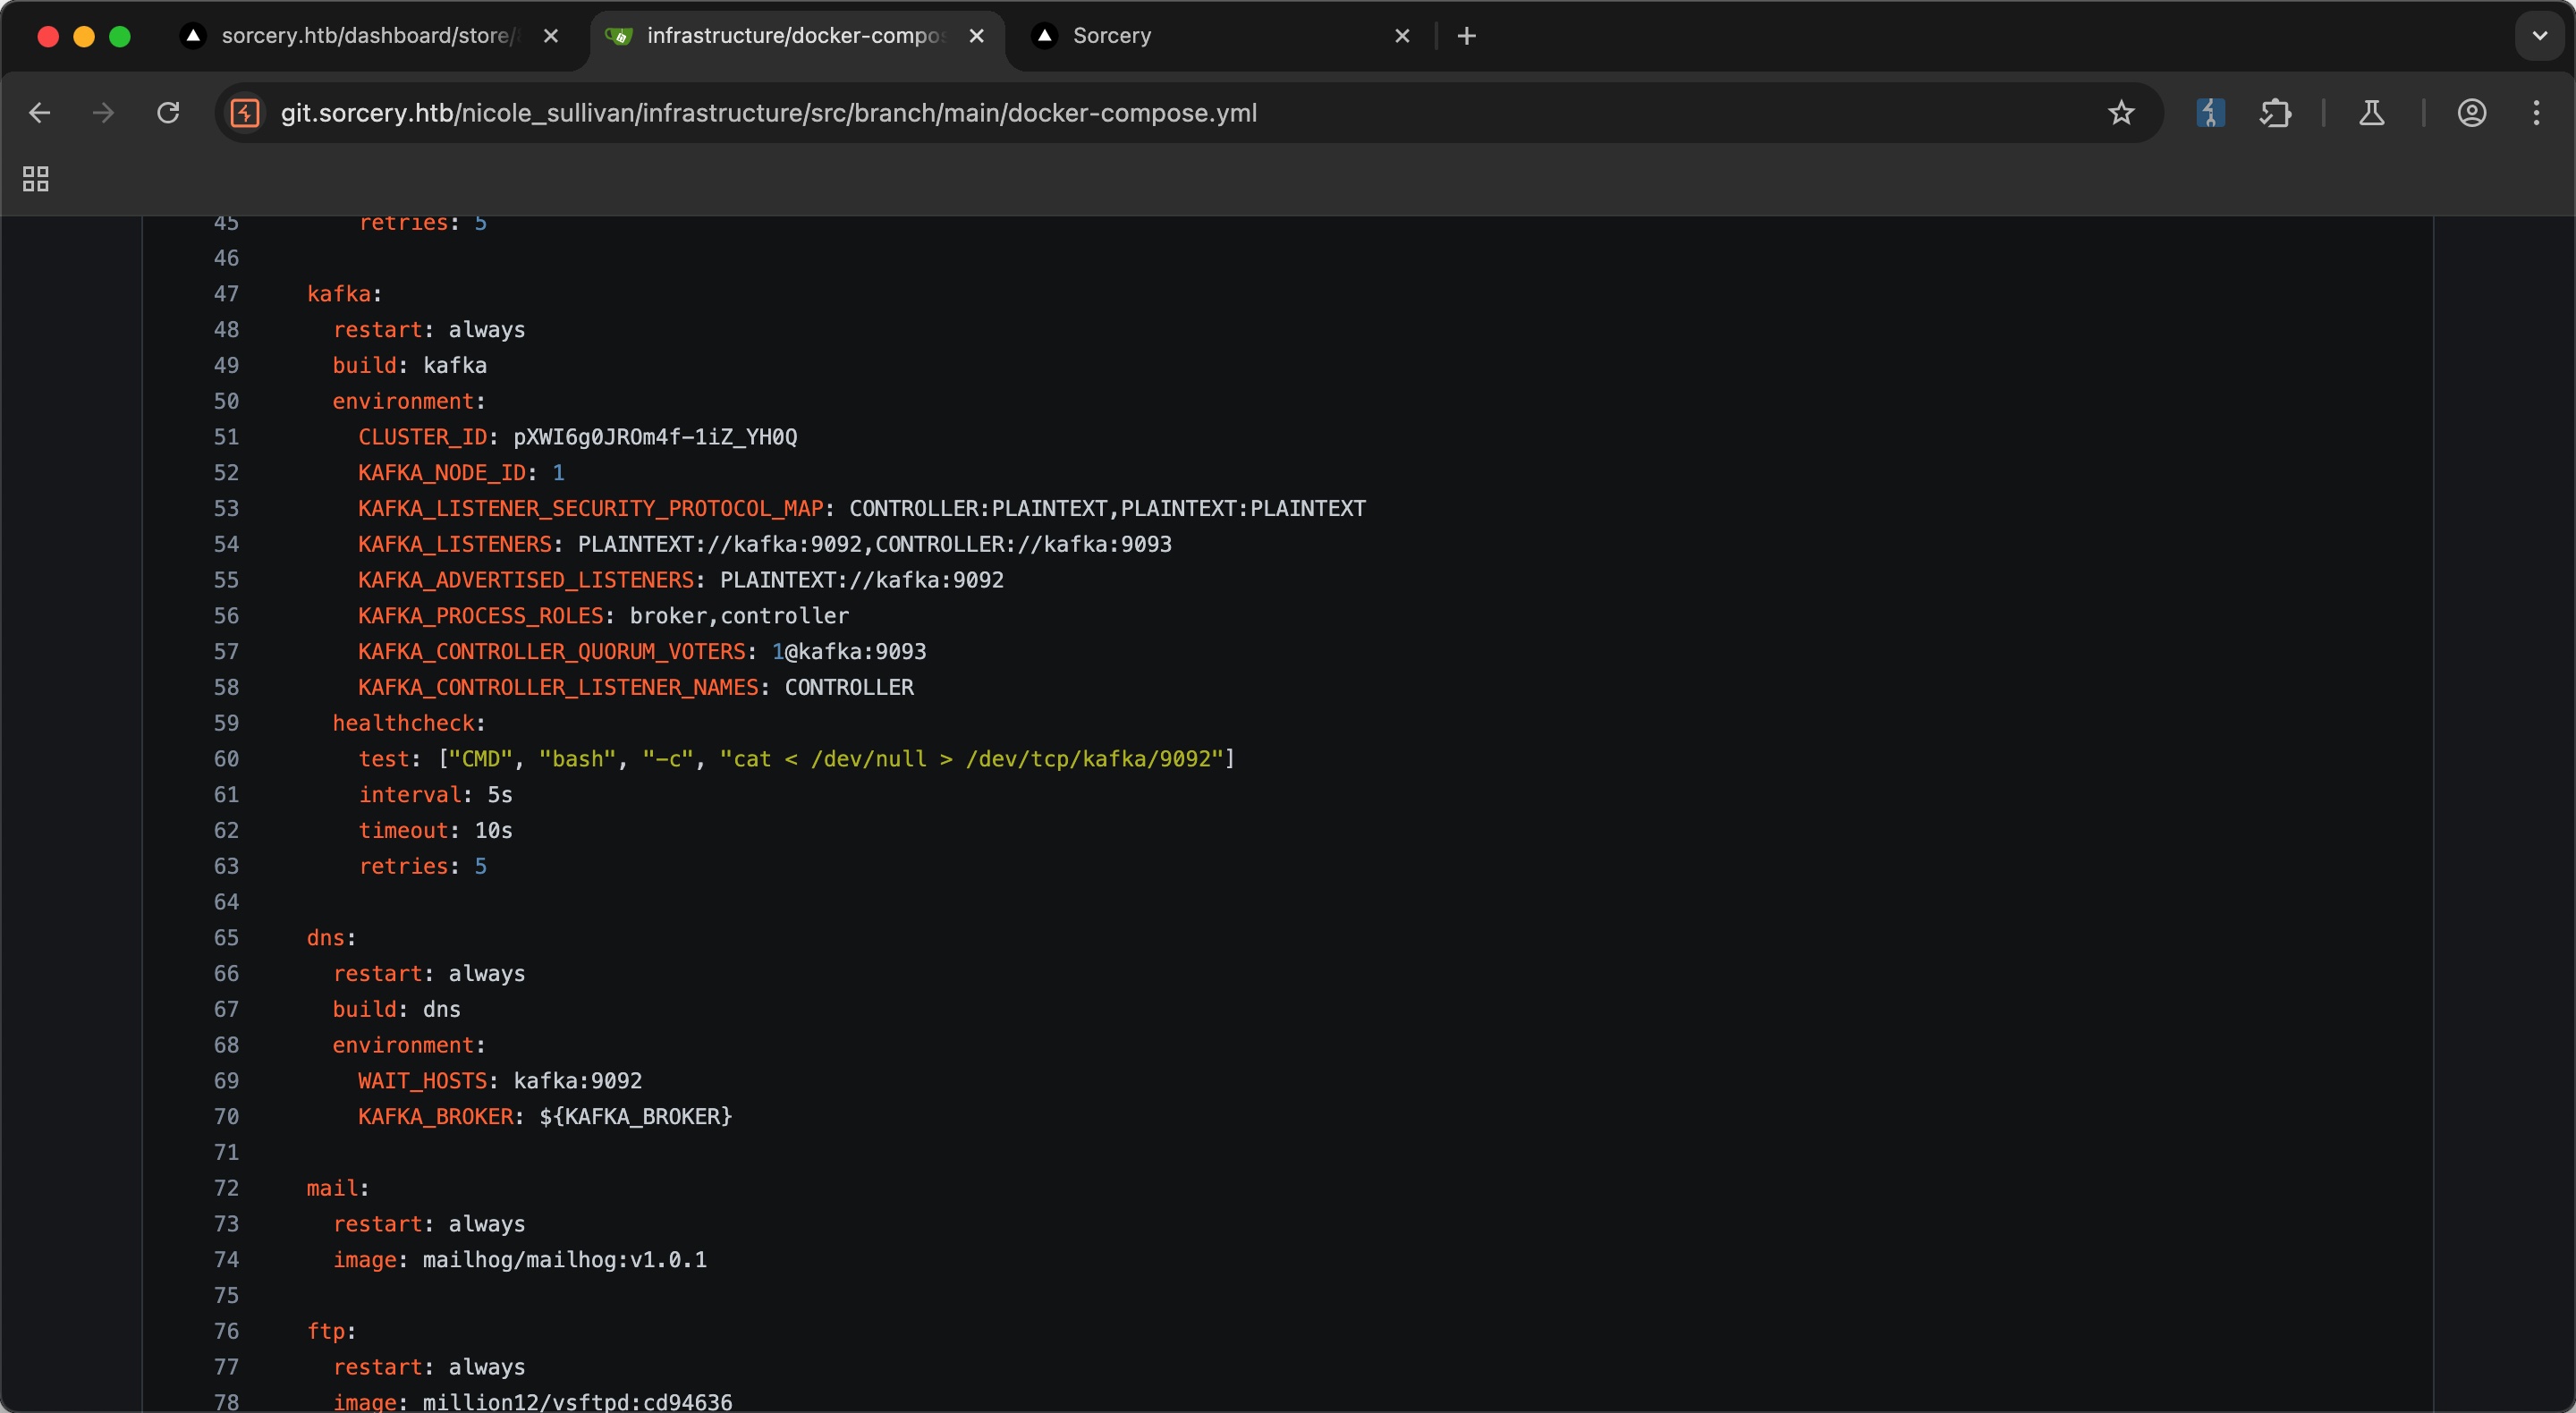 sorcery.htb/dashboard/store/
infrastructure/docker-compos
Sorcery
git.sorcery.htb/nicole_sullivan/infrastructure/src/branch/main/docker-compose.yml
45 retries: 5
46
47 kafka:
48 restart: always
49 build: kafka
50 environment:
51 CLUSTER_ID: pXWI6g0JROm4f-1iZ_YH0Q
52 KAFKA_NODE_ID: 1
53 KAFKA_LISTENER_SECURITY_PROTOCOL_MAP: CONTROLLER:PLAINTEXT,PLAINTEXT:PLAINTEXT
54 KAFKA_LISTENERS: PLAINTEXT://kafka:9092,CONTROLLER://kafka:9093
55 KAFKA_ADVERTISED_LISTENERS: PLAINTEXT://kafka:9092
56 KAFKA_PROCESS_ROLES: broker,controller
57 KAFKA_CONTROLLER_QUORUM_VOTERS: 1@kafka:9093
58 KAFKA_CONTROLLER_LISTENER_NAMES: CONTROLLER
59 healthcheck:
60 test: ["CMD", "bash", "-c", "cat < /dev/null > /dev/tcp/kafka/9092"]
61 interval: 5s
62 timeout: 10s
63 retries: 5
64
65 dns:
66 restart: always
67 build: dns
68 environment:
69 WAIT_HOSTS: kafka:9092
70 KAFKA_BROKER: ${KAFKA_BROKER}
71
72 mail:
73 restart: always
74 image: mailhog/mailhog:v1.0.1
75
76 ftp:
77 restart: always
78 image: million12/vsftpd:cd94636